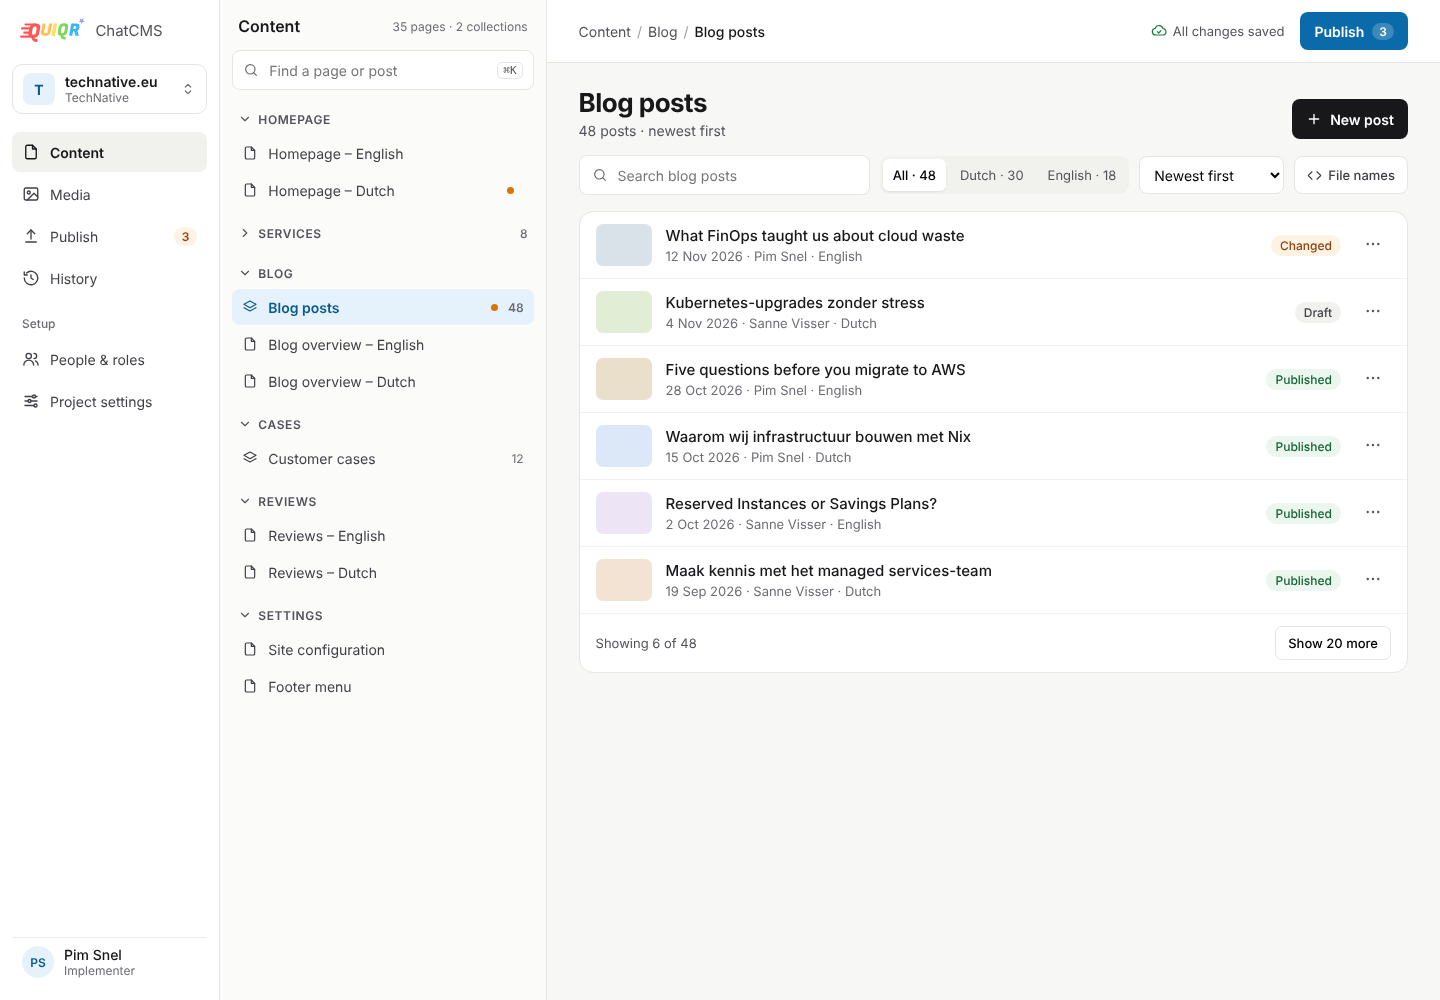 QUIQR ChatCMS
T
technative.eu
TechNative
Content
Media
Publish 3
History
Setup
People & roles
Project settings
PS
Pim Snel
Implementer
Content 35 pages · 2 collections
Find a page or post ⌘K
HOMEPAGE
Homepage – English
Homepage – Dutch
SERVICES 8
BLOG
Blog posts 48
Blog overview – English
Blog overview – Dutch
CASES
Customer cases 12
REVIEWS
Reviews – English
Reviews – Dutch
SETTINGS
Site configuration
Footer menu
Content / Blog / Blog posts
All changes saved
Publish 3
Blog posts
48 posts · newest first
New post
Search blog posts
All · 48 Dutch · 30 English · 18
Newest first
File names
What FinOps taught us about cloud waste
12 Nov 2026 · Pim Snel · English
Changed
Kubernetes-upgrades zonder stress
4 Nov 2026 · Sanne Visser · Dutch
Draft
Five questions before you migrate to AWS
28 Oct 2026 · Pim Snel · English
Published
Waarom wij infrastructuur bouwen met Nix
15 Oct 2026 · Pim Snel · Dutch
Published
Reserved Instances or Savings Plans?
2 Oct 2026 · Sanne Visser · English
Published
Maak kennis met het managed services-team
19 Sep 2026 · Sanne Visser · Dutch
Published
Showing 6 of 48
Show 20 more